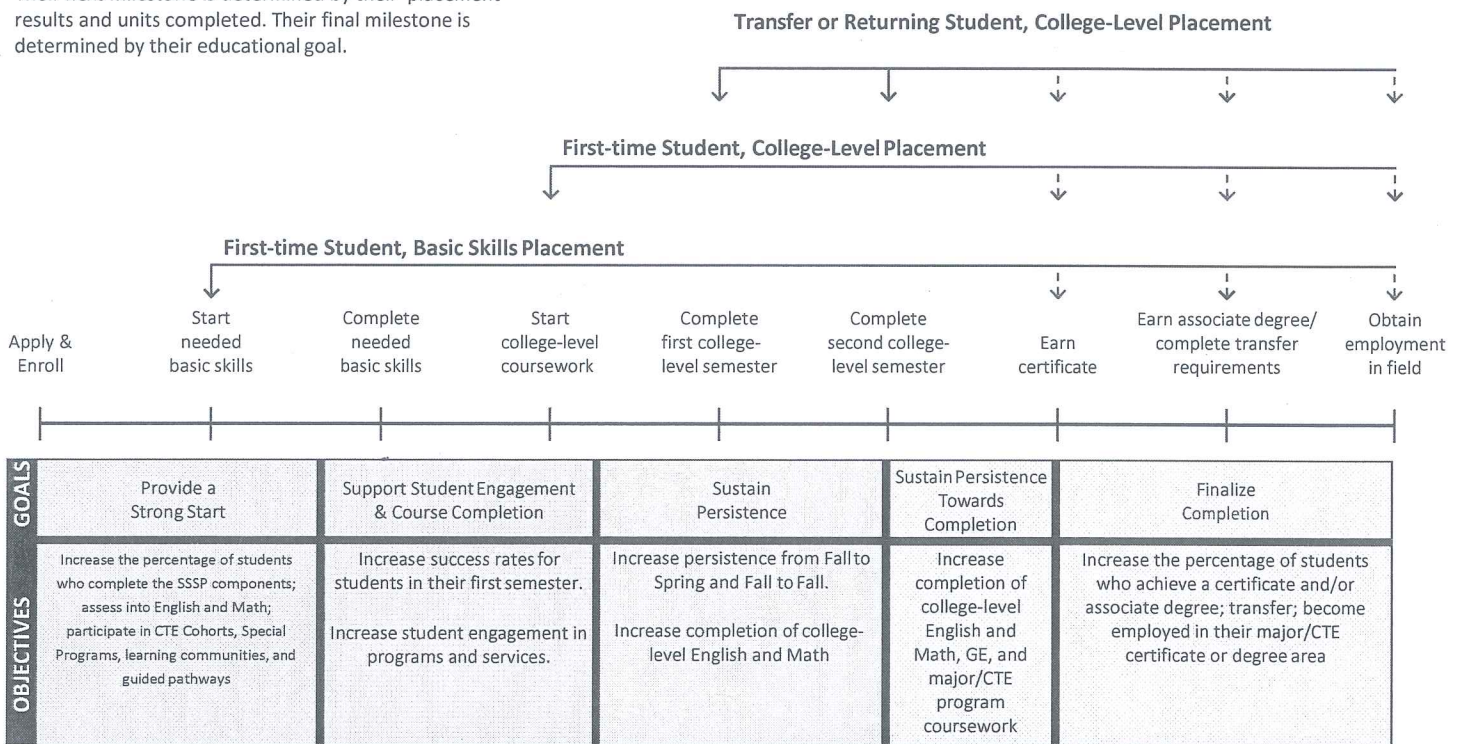 results and units completed. Their final milestone is
determined by their educational goal.
Transfer or Returning Student, College-Level Placement
First-time Student, College-Level Placement
First-time Student, Basic Skills Placement
Apply &
Enroll
Start
needed
basic skills
Complete
needed
basic skills
Start
college-level
coursework
Complete
first college-
level semester
Complete
second college-
level semester
Earn
certificate
Earn associate degree/
complete transfer
requirements
Obtain
employment
in field
GOALS
Provide a
Strong Start
Support Student Engagement
& Course Completion
Sustain
Persistence
Sustain Persistence
Towards
Completion
Finalize
Completion
OBJECTIVES
Increase the percentage of students
who complete the SSSP components;
assess into English and Math;
participate in CTE Cohorts, Special
Programs, learning communities, and
guided pathways
Increase success rates for
students in their first semester.
Increase student engagement in
programs and services.
Increase persistence from Fall to
Spring and Fall to Fall.
Increase completion of college-
level English and Math
Increase
completion of
college-level
English and
Math, GE, and
major/CTE
program
coursework
Increase the percentage of students
who achieve a certificate and/or
associate degree; transfer; become
employed in their major/CTE
certificate or degree area